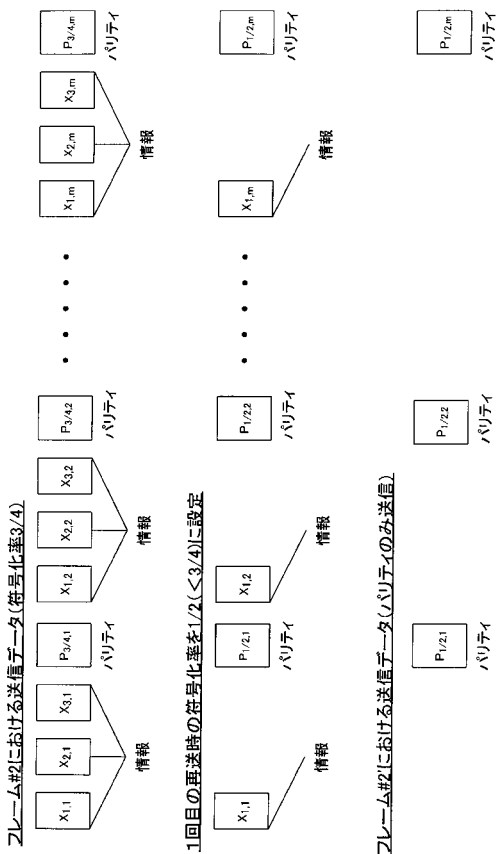 フレーム#2における送信データ(符号化率3/4)
X1,1 X2,1 X3,1 P3/4,1 X1,2 X2,2 X3,2 P3/4,2 ・・・・・ X1,m X2,m X3,m P3/4,m
情報 パリティ 情報 パリティ 情報 パリティ
1回目の再送時の符号化率を1/2(<3/4)に設定
X1,1 P1/2,1 X1,2 P1/2,2 ・・・・・ X1,m P1/2,m
情報 パリティ 情報 パリティ 情報 パリティ
フレーム#2'における送信データ(パリティのみ送信)
P1/2,1 P1/2,2 P1/2,m
パリティ パリティ パリティ